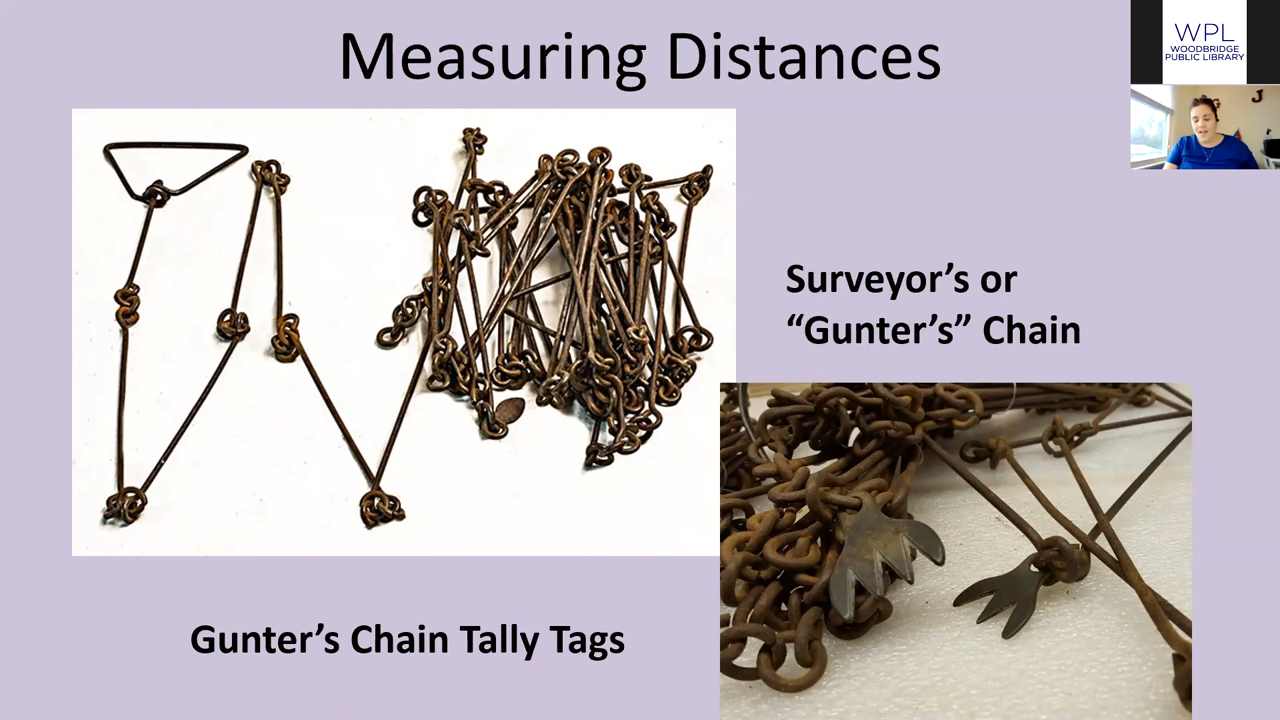 Measuring Distances
WPL
WOODBRIDGE
PUBLIC LIBRARY
G J
Surveyor’s or
“Gunter’s” Chain
Gunter’s Chain Tally Tags